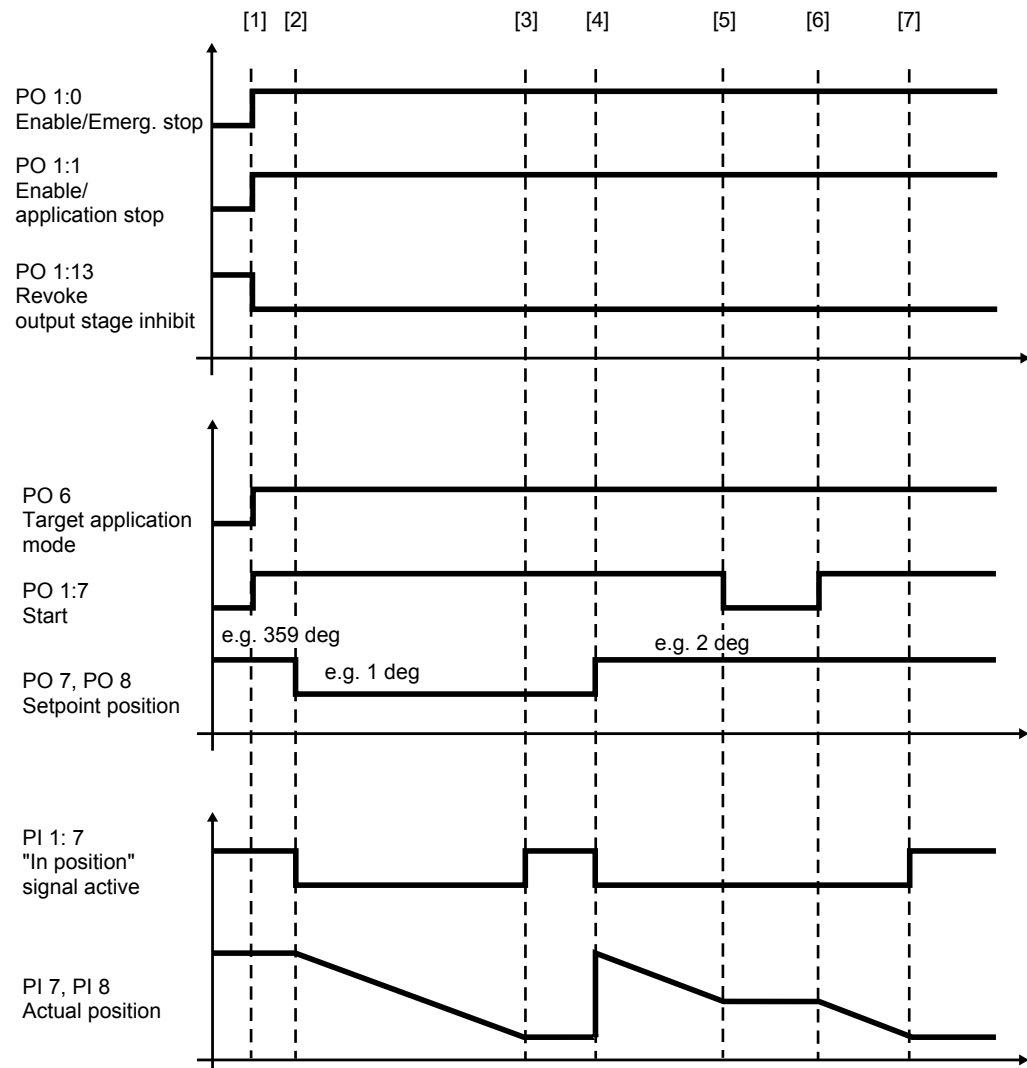 [1] [2] [3] [4] [5] [6] [7]
PO 1:0
Enable/Emerg. stop
PO 1:1
Enable/
application stop
PO 1:13
Revoke
output stage inhibit
PO 6
Target application
mode
PO 1:7
Start
e.g. 359 deg
e.g. 1 deg
e.g. 2 deg
PO 7, PO 8
Setpoint position
PI 1: 7
"In position"
signal active
PI 7, PI 8
Actual position